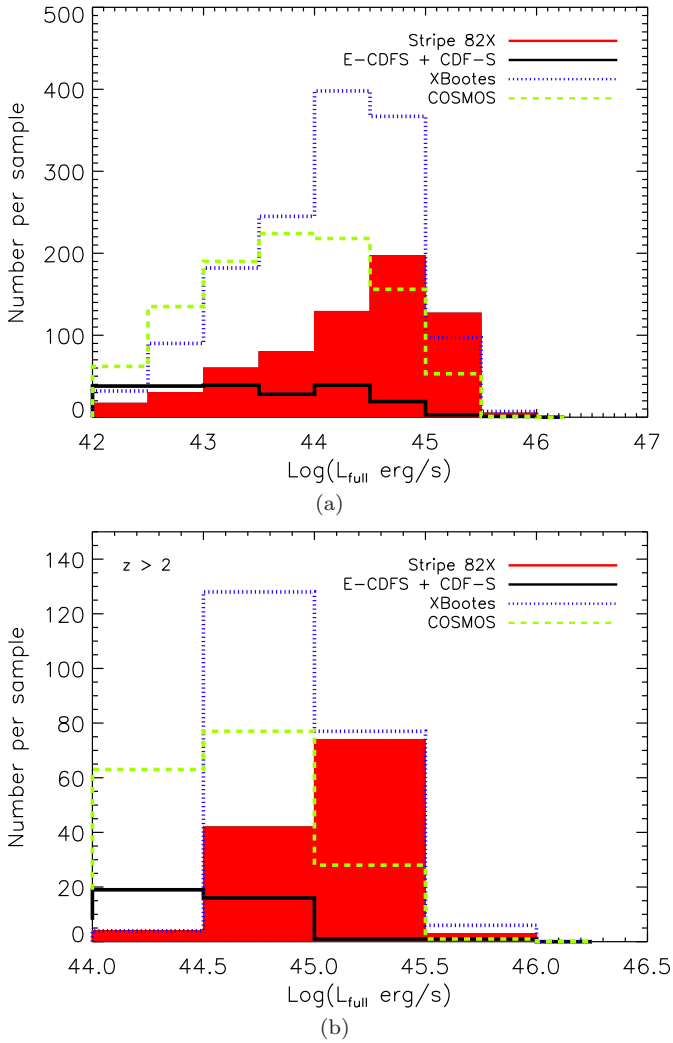 500
400
300
200
100
0
Number per sample
Stripe 82X
E-CDFS + CDF-S
XBootes
COSMOS
42 43 44 45 46 47
Log(L_full erg/s)
(a)
140
120
100
80
60
40
20
0
Number per sample
z > 2
Stripe 82X
E-CDFS + CDF-S
XBootes
COSMOS
44.0 44.5 45.0 45.5 46.0 46.5
Log(L_full erg/s)
(b)